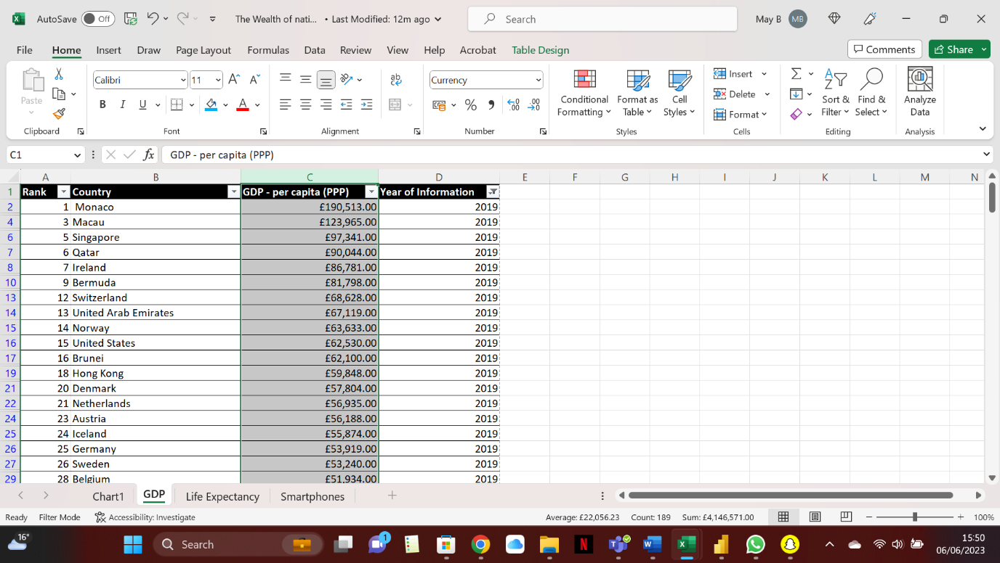 AutoSave Off The Wealth of nati... • Last Modified: 12m ago Search May B MB
File Home Insert Draw Page Layout Formulas Data Review View Help Acrobat Table Design Comments Share
Paste Calibri 11 A A ab c Currency Conditional Formatting Format as Table Cell Styles Insert Delete Format Sort & Filter Find & Select Analyze Data
B I U A % 9 .00 .00
Clipboard Font Alignment Number Styles Cells Editing Analysis
C1 fx GDP - per capita (PPP)
A B C D E F G H I J K L M N
1 Rank Country GDP - per capita (PPP) Year of Information
2 1 Monaco £190,513.00 2019
4 3 Macau £123,965.00 2019
6 5 Singapore £97,341.00 2019
7 6 Qatar £90,044.00 2019
8 7 Ireland £86,781.00 2019
10 9 Bermuda £81,798.00 2019
13 12 Switzerland £68,628.00 2019
14 13 United Arab Emirates £67,119.00 2019
15 14 Norway £63,633.00 2019
16 15 United States £62,530.00 2019
17 16 Brunei £62,100.00 2019
19 18 Hong Kong £59,848.00 2019
21 20 Denmark £57,804.00 2019
22 21 Netherlands £56,935.00 2019
24 23 Austria £56,188.00 2019
25 24 Iceland £55,874.00 2019
26 25 Germany £53,919.00 2019
27 26 Sweden £53,240.00 2019
29 28 Belgium £51,934.00 2019
Chart1 GDP Life Expectancy Smartphones
Ready Filter Mode Accessibility: Investigate Average: £22,056.23 Count: 189 Sum: £4,146,571.00 100%
16° Search 1 15:50
06/06/2023